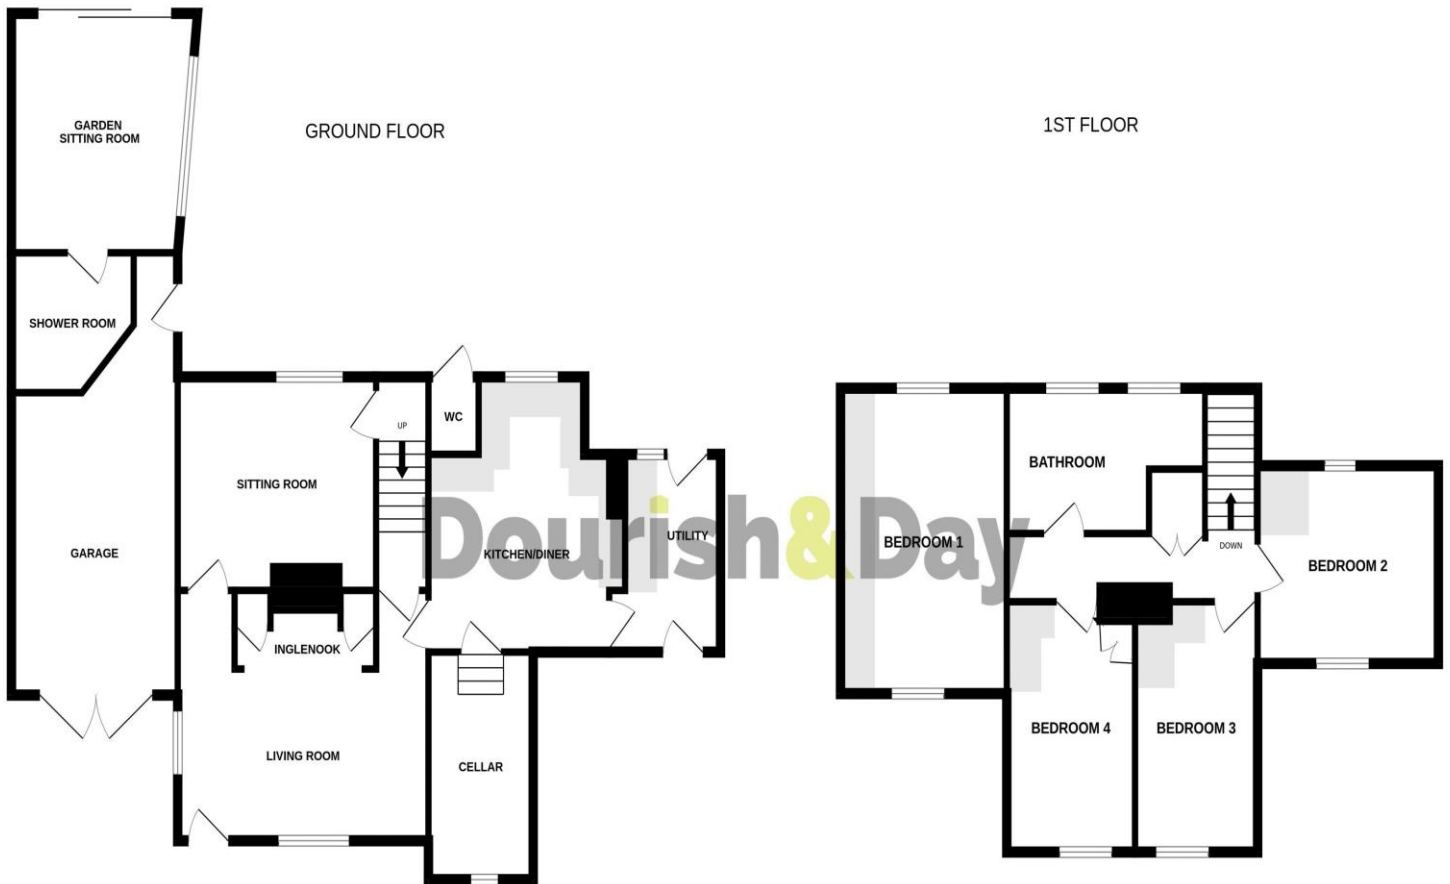 GROUND FLOOR
1ST FLOOR
GARDEN
SITTING ROOM
SHOWER ROOM
GARAGE
SITTING ROOM
UP
WC
KITCHEN/DINER
UTILITY
INGLENOOK
LIVING ROOM
CELLAR
BATHROOM
BEDROOM 1
DOWN
BEDROOM 2
BEDROOM 4
BEDROOM 3
Dourish&Day